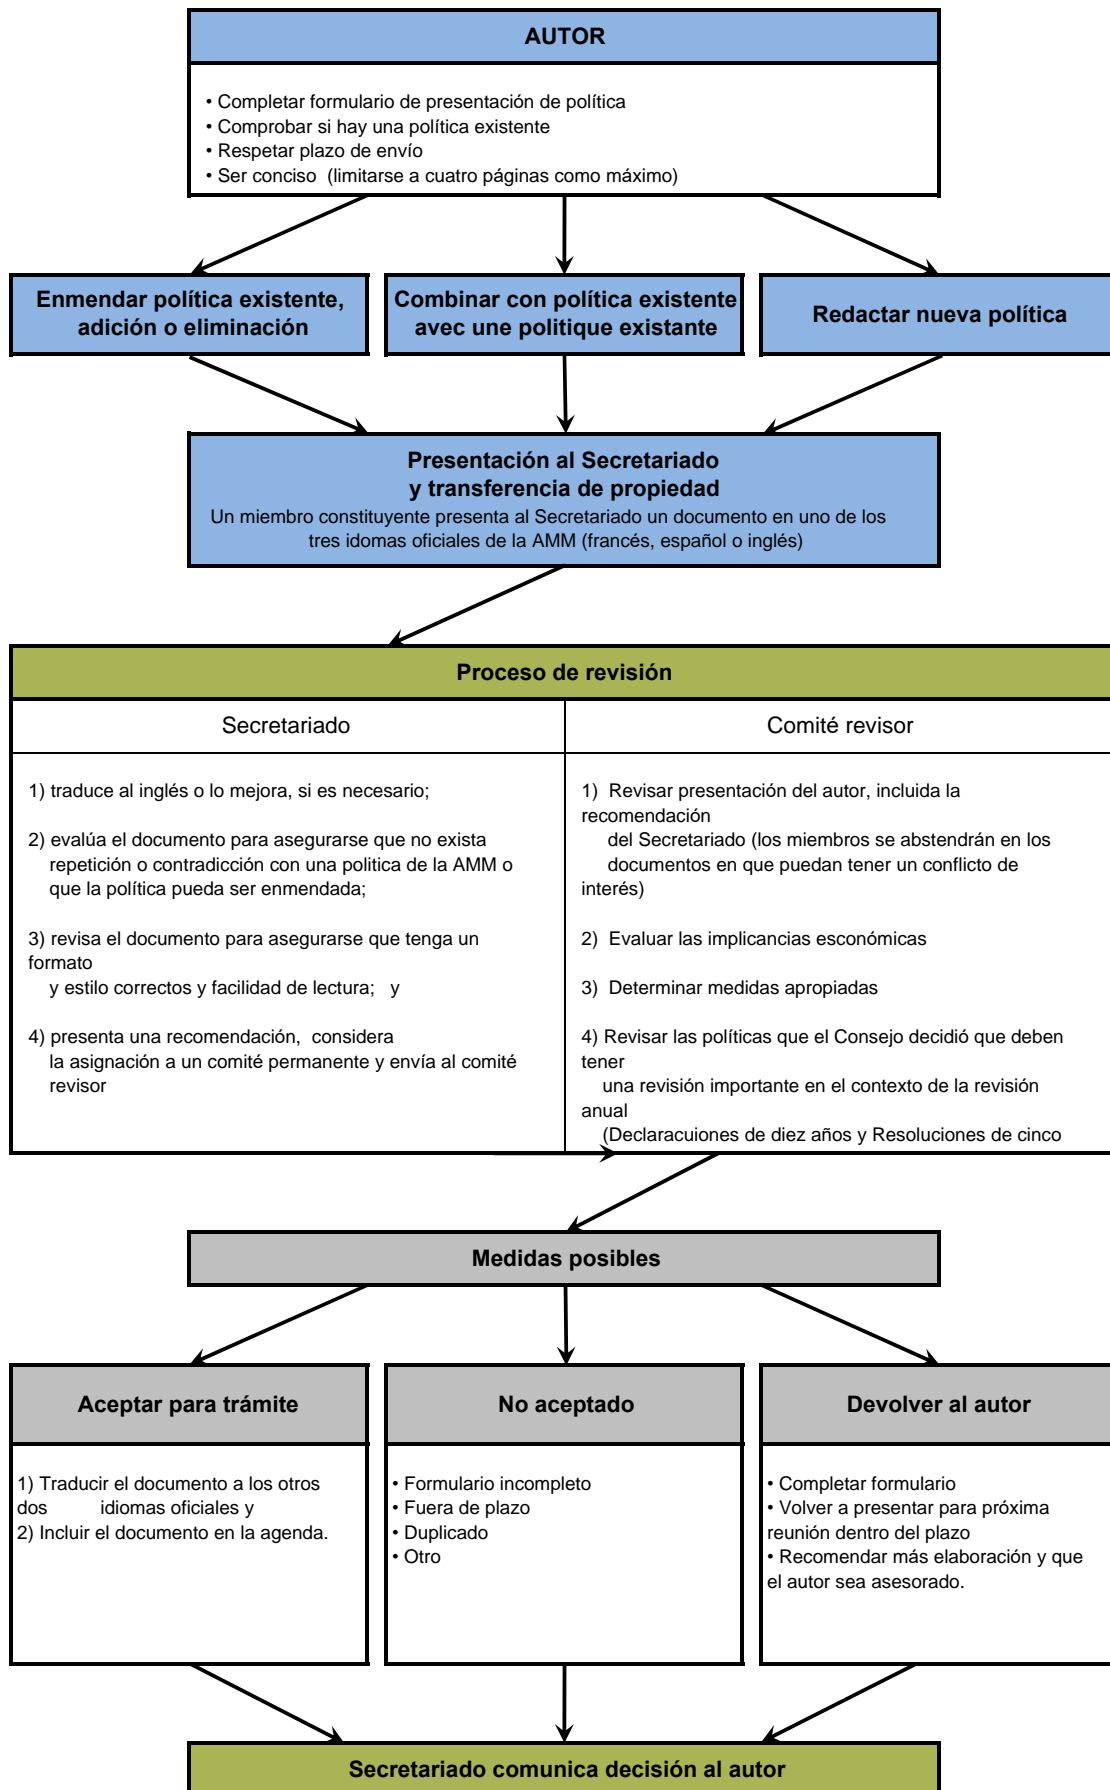 AUTOR
• Completar formulario de presentación de política
• Comprobar si hay una política existente
• Respetar plazo de envío
• Ser conciso  (limitarse a cuatro páginas como máximo)
Enmendar política existente,
adición o eliminación
Combinar con política existente
avec une politique existante
Redactar nueva política
Presentación al Secretariado
y transferencia de propiedad
Un miembro constituyente presenta al Secretariado un documento en uno de los
tres idomas oficiales de la AMM (francés, español o inglés)
Proceso de revisión
Secretariado
1) traduce al inglés o lo mejora, si es necesario;
2) evalúa el documento para asegurarse que no exista
repetición o contradicción con una politica de la AMM o
que la política pueda ser enmendada;
3) revisa el documento para asegurarse que tenga un
formato
y estilo correctos y facilidad de lectura;   y
4) presenta una recomendación,  considera
la asignación a un comité permanente y envía al comité
revisor
Comité revisor
1)  Revisar presentación del autor, incluida la
recomendación
del Secretariado (los miembros se abstendrán en los
documentos en que puedan tener un conflicto de
interés)
2)  Evaluar las implicancias esconómicas
3)  Determinar medidas apropiadas
4) Revisar las políticas que el Consejo decidió que deben
tener
una revisión importante en el contexto de la revisión
anual
(Declaracuiones de diez años y Resoluciones de cinco
Medidas posibles
Aceptar para trámite
1) Traducir el documento a los otros
dos          idiomas oficiales y
2) Incluir el documento en la agenda.
No aceptado
• Formulario incompleto
• Fuera de plazo
• Duplicado
• Otro
Devolver al autor
• Completar formulario
• Volver a presentar para próxima
reunión dentro del plazo
• Recomendar más elaboración y que
el autor sea asesorado.
Secretariado comunica decisión al autor